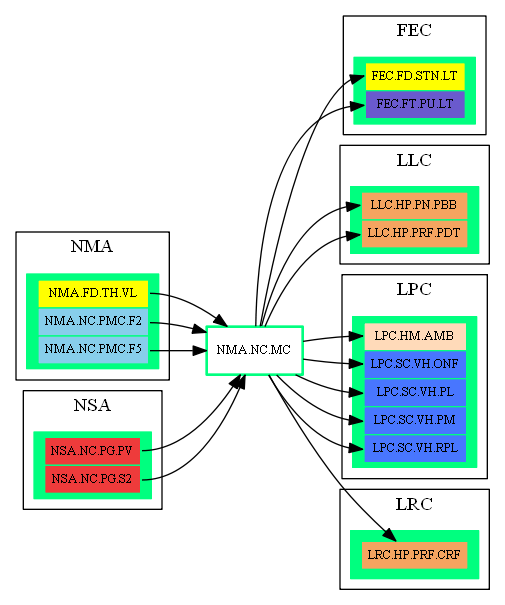 NMA
NMA.FD.TH.VL
NMA.NC.PMC.F2
NMA.NC.PMC.F5
NSA
NSA.NC.PG.PV
NSA.NC.PG.S2
NMA.NC.MC
FEC
FEC.FD.STN.LT
FEC.FT.PU.LT
LLC
LLC.HP.PN.PBB
LLC.HP.PRF.PDT
LPC
LPC.HM.AMB
LPC.SC.VH.ONF
LPC.SC.VH.PL
LPC.SC.VH.PM
LPC.SC.VH.RPL
LRC
LRC.HP.PRF.CRF